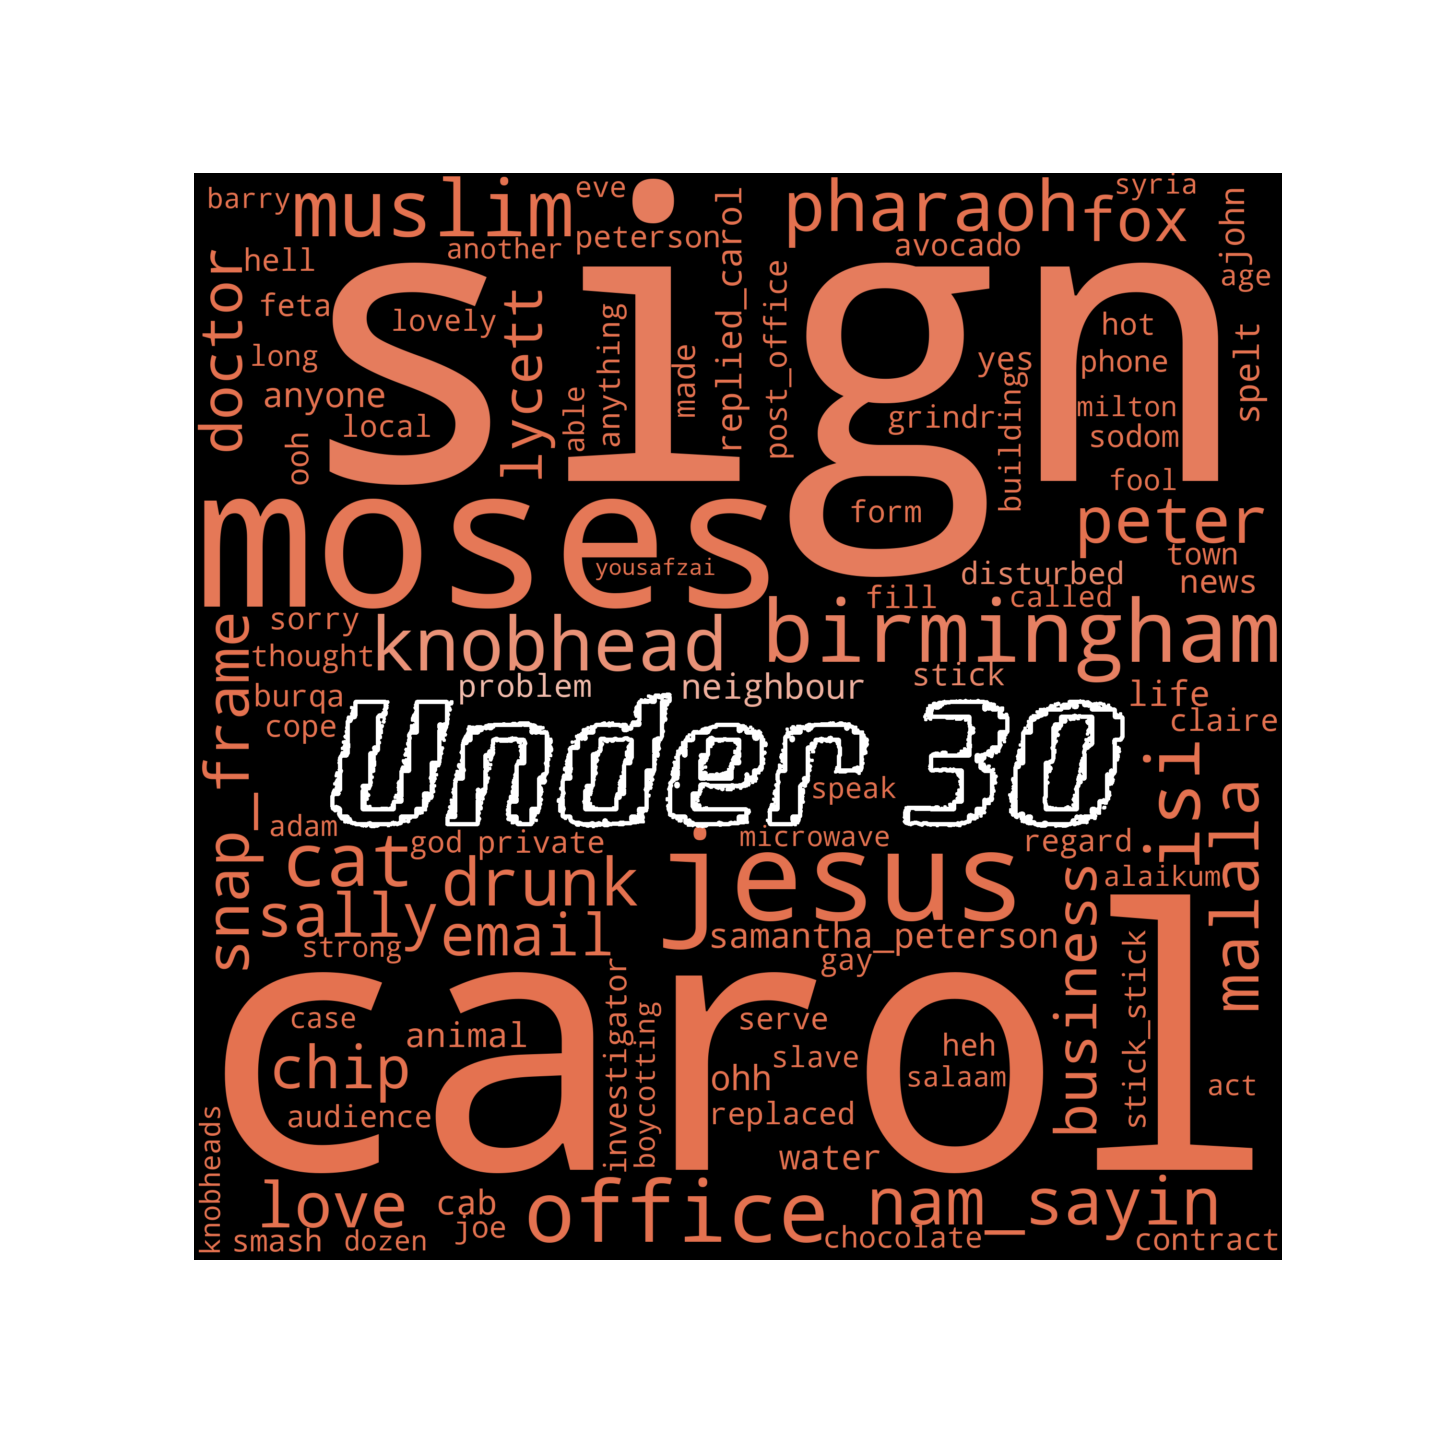 barry
muslim
eve
pharaoh
syria
fox
john
another
peterson
avocado
hell
age
sign
doctor
feta
lovely
lycett
anything
made
replied_carol
post_office
yes
hot
phone
spelt
long
anyone
local
ooh
able
grindr
buildings
milton
sodom
fool
form
moses
peter
yousafzai
town
disturbed
news
fill
called
sorry
knobhead
birmingham
thought
snap_frame
problem
neighbour
stick
burqa
life
cope
claire
Under 30
speak
isi
malala
adam
god
private
microwave
regard
cat
drunk
jesus
alaikum
business
sally
email
samantha_peterson
strong
gay
carol
case
animal
investigator
boycotting
serve
heh
stick_stick
chip
ohh
slave
salaam
act
audience
replaced
knobheads
water
love
cab
office
nam_sayin
joe
smash
dozen
chocolate
contract